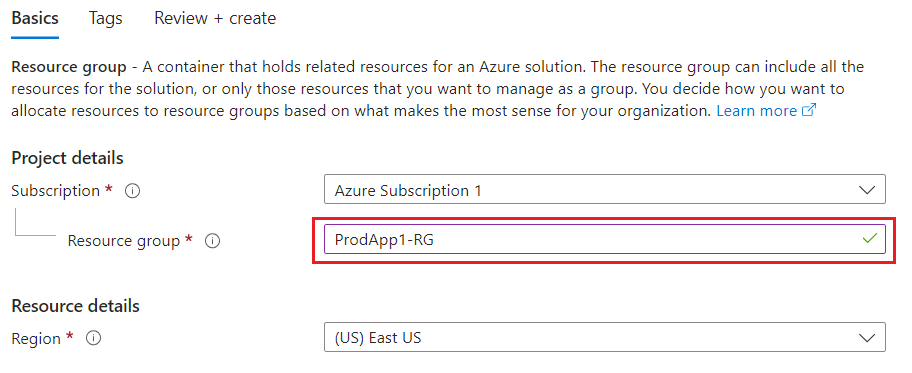 Basics Tags Review + create
Resource group - A container that holds related resources for an Azure solution. The resource group can include all the
resources for the solution, or only those resources that you want to manage as a group. You decide how you want to
allocate resources to resource groups based on what makes the most sense for your organization. Learn more
Project details
Subscription * Azure Subscription 1
Resource group * ProdApp1-RG
Resource details
Region * (US) East US